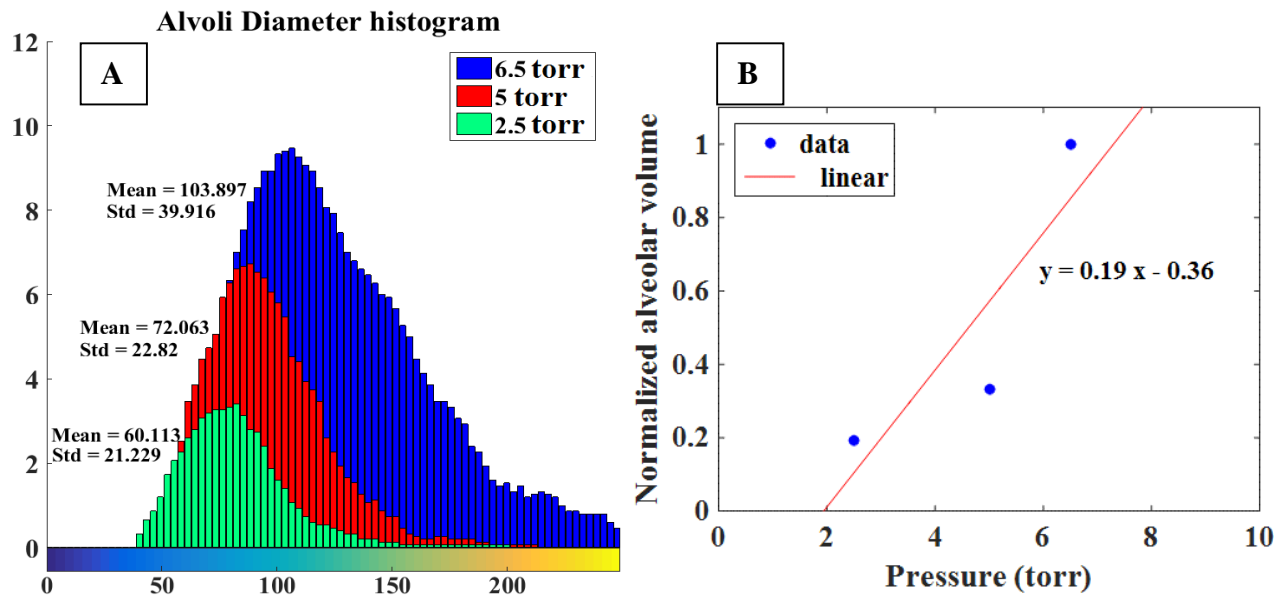 Alvoli Diameter histogram
A
12
10
8
6
4
2
0
0
50
100
150
200
6.5 torr
5 torr
2.5 torr
Mean = 103.897
Std = 39.916
Mean = 72.063
Std = 22.82
Mean = 60.113
Std = 21.229
B
Normalized alveolar volume
1
0.8
0.6
0.4
0.2
0
data
linear
y = 0.19 x - 0.36
0
2
4
6
8
10
Pressure (torr)